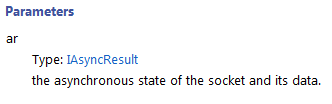 Parameters
ar
Type: IAsyncResult
the asynchronous state of the socket and its data.